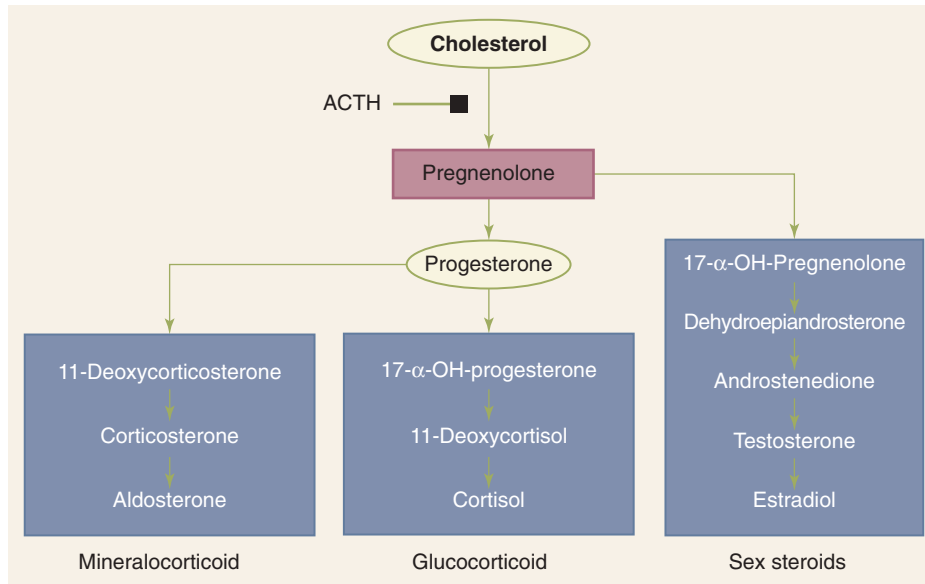 Cholesterol
ACTH
Pregnenolone
Progesterone
11-Deoxycorticosterone
Corticosterone
Aldosterone
Mineralocorticoid
17-α-OH-progesterone
11-Deoxycortisol
Cortisol
Glucocorticoid
17-α-OH-Pregnenolone
Dehydroepiandrosterone
Androstenedione
Testosterone
Estradiol
Sex steroids